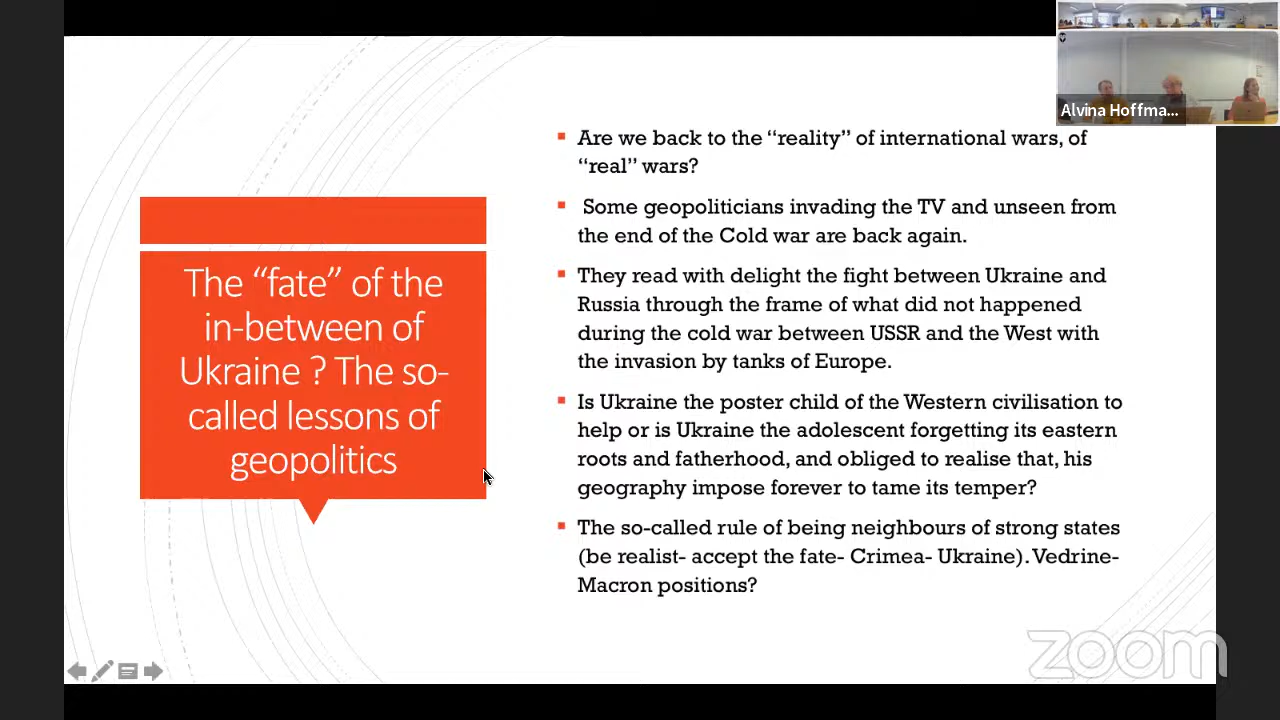 Alvina Hoffma...
The “fate” of the
in-between of
Ukraine ? The so-
called lessons of
geopolitics
Are we back to the “reality” of international wars, of
“real” wars?
Some geopoliticians invading the TV and unseen from
the end of the Cold war are back again.
They read with delight the fight between Ukraine and
Russia through the frame of what did not happened
during the cold war between USSR and the West with
the invasion by tanks of Europe.
Is Ukraine the poster child of the Western civilisation to
help or is Ukraine the adolescent forgetting its eastern
roots and fatherhood, and obliged to realise that, his
geography impose forever to tame its temper?
The so-called rule of being neighbours of strong states
(be realist- accept the fate- Crimea- Ukraine). Vedrine-
Macron positions?
zoom